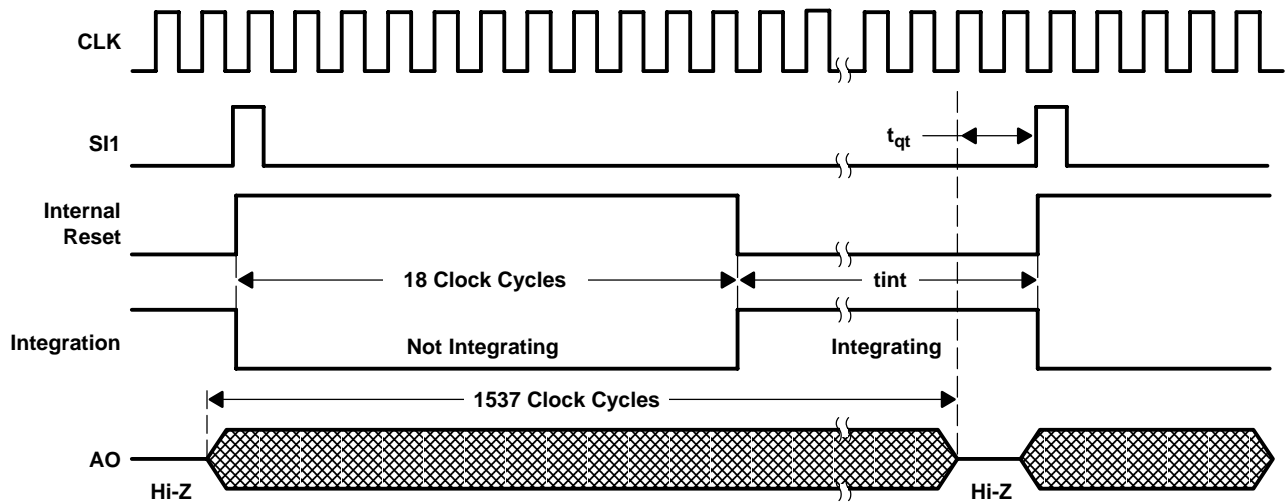 CLK
SI1
tqt
Internal
Reset
18 Clock Cycles
tint
Integration
Not Integrating
Integrating
1537 Clock Cycles
AO
Hi-Z
Hi-Z